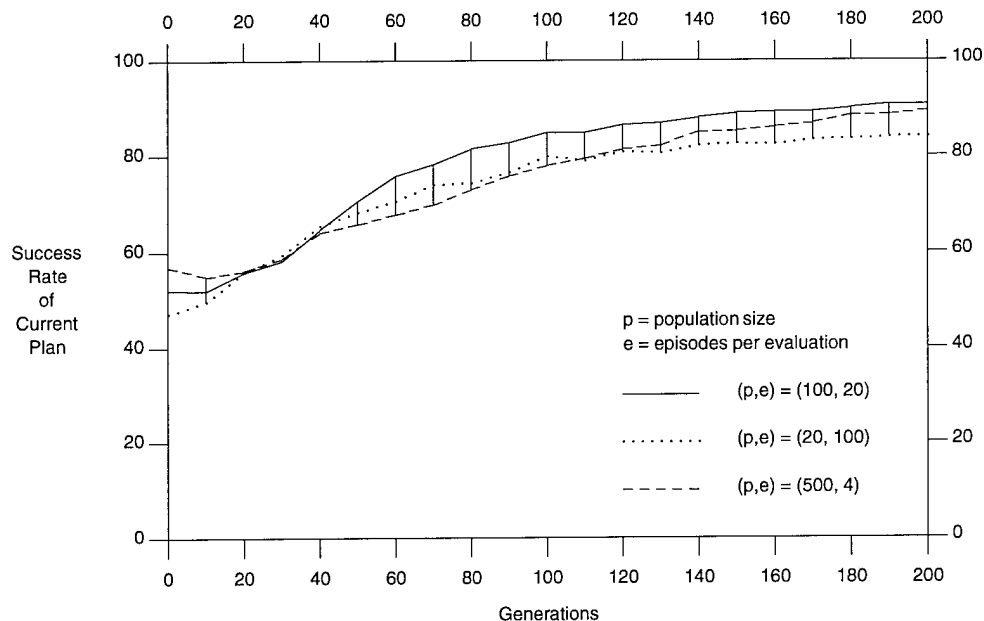 0 20 40 60 80 100 120 140 160 180 200
100 100
80 80
60 60
Success
Rate
of
Current
Plan
p = population size
e = episodes per evaluation
40 40
(p,e) = (100, 20)
20 20
(p,e) = (20, 100)
(p,e) = (500, 4)
0 0
0 20 40 60 80 100 120 140 160 180 200
Generations